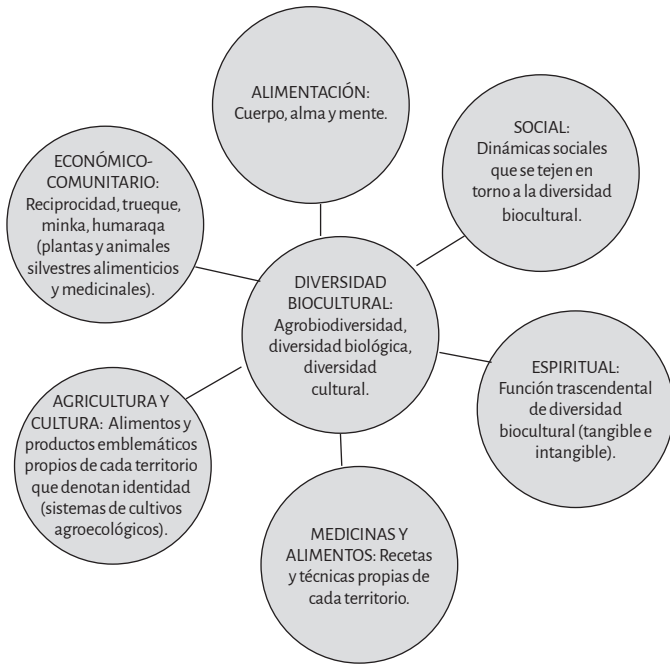 ALIMENTACIÓN:
Cuerpo, alma y mente.
SOCIAL:
Dinámicas sociales
que se tejen en
torno a la diversidad
biocultural.
ECONÓMICO-
COMUNITARIO:
Reciprocidad, trueque,
minka, humaraqa
(plantas y animales
silvestres alimenticios
y medicinales).
DIVERSIDAD
BIOCULTURAL:
Agrobiodiversidad,
diversidad biológica,
diversidad
cultural.
ESPIRITUAL:
Función trascendental
de diversidad
biocultural (tangible e
intangible).
AGRICULTURA Y
CULTURA: Alimentos y
productos emblemáticos
propios de cada territorio
que denotan identidad
(sistemas de cultivos
agroecológicos).
MEDICINAS Y
ALIMENTOS: Recetas
y técnicas propias de
cada territorio.